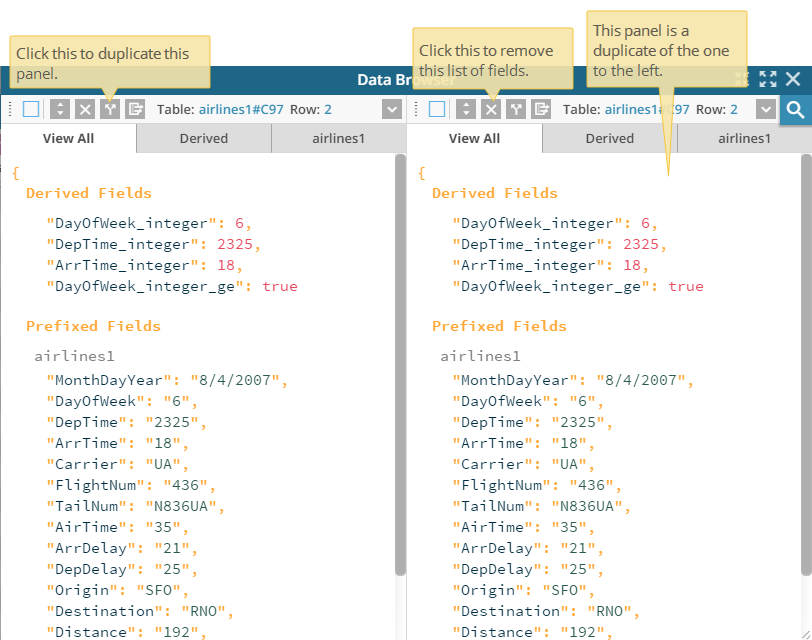 Click this to duplicate this
panel.
Click this to remove
this list of fields.
This panel is a
duplicate of the one
to the left.
Data Brows
Table: airlines1#C97 Row: 2
View All Derived airlines1
{
Derived Fields
"DayOfWeek_integer": 6,
"DepTime_integer": 2325,
"ArrTime_integer": 18,
"DayOfWeek_integer_ge": true
Prefixed Fields
airlines1
"MonthDayYear": "8/4/2007",
"DayOfWeek": "6",
"DepTime": "2325",
"ArrTime": "18",
"Carrier": "UA",
"FlightNum": "436",
"TailNum": "N836UA",
"AirTime": "35",
"ArrDelay": "21",
"DepDelay": "25",
"Origin": "SFO",
"Destination": "RNO",
"Distance": "192",
Table: airlines1#C97 Row: 2
View All Derived airlines1
{
Derived Fields
"DayOfWeek_integer": 6,
"DepTime_integer": 2325,
"ArrTime_integer": 18,
"DayOfWeek_integer_ge": true
Prefixed Fields
airlines1
"MonthDayYear": "8/4/2007",
"DayOfWeek": "6",
"DepTime": "2325",
"ArrTime": "18",
"Carrier": "UA",
"FlightNum": "436",
"TailNum": "N836UA",
"AirTime": "35",
"ArrDelay": "21",
"DepDelay": "25",
"Origin": "SFO",
"Destination": "RNO",
"Distance": "192",